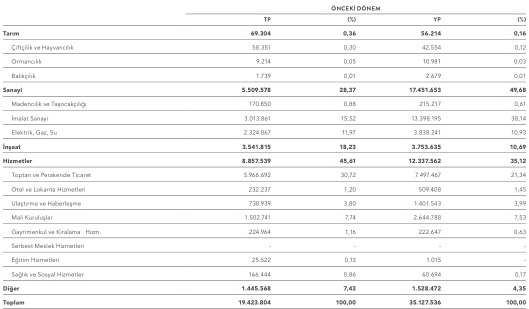 ÖNCEKİ DÖNEM
TP (%) YP (%)
Tarım 69.304 0,36 56.214 0,16
Çiftçilik ve Hayvancılık 58.351 0,30 42.554 0,12
Ormancılık 9.214 0,05 10.981 0,03
Balıkçılık 1.739 0,01 2.679 0,01
Sanayi 5.509.578 28,37 17.451.653 49,68
Madencilik ve Taşocakçılığı 170.850 0,88 215.217 0,61
İmalat Sanayi 3.013.861 15,52 13.398.195 38,14
Elektrik, Gaz, Su 2.324.867 11,97 3.838.241 10,93
İnşaat 3.541.815 18,23 3.753.635 10,69
Hizmetler 8.857.539 45,61 12.337.562 35,12
Toptan ve Perakende Ticaret 5.966.692 30,72 7.497.467 21,34
Otel ve Lokanta Hizmetleri 232.237 1,20 509.408 1,45
Ulaştırma ve Haberleşme 738.939 3,80 1.401.543 3,99
Mali Kuruluşlar 1.502.741 7,74 2.644.788 7,53
Gayrimenkul ve Kiralama Hizm. 224.964 1,16 222.647 0,63
Serbest Meslek Hizmetleri - - - -
Eğitim Hizmetleri 25.522 0,13 1.015 -
Sağlık ve Sosyal Hizmetler 166.444 0,86 60.694 0,17
Diğer 1.445.568 7,43 1.528.472 4,35
Toplam 19.423.804 100,00 35.127.536 100,00